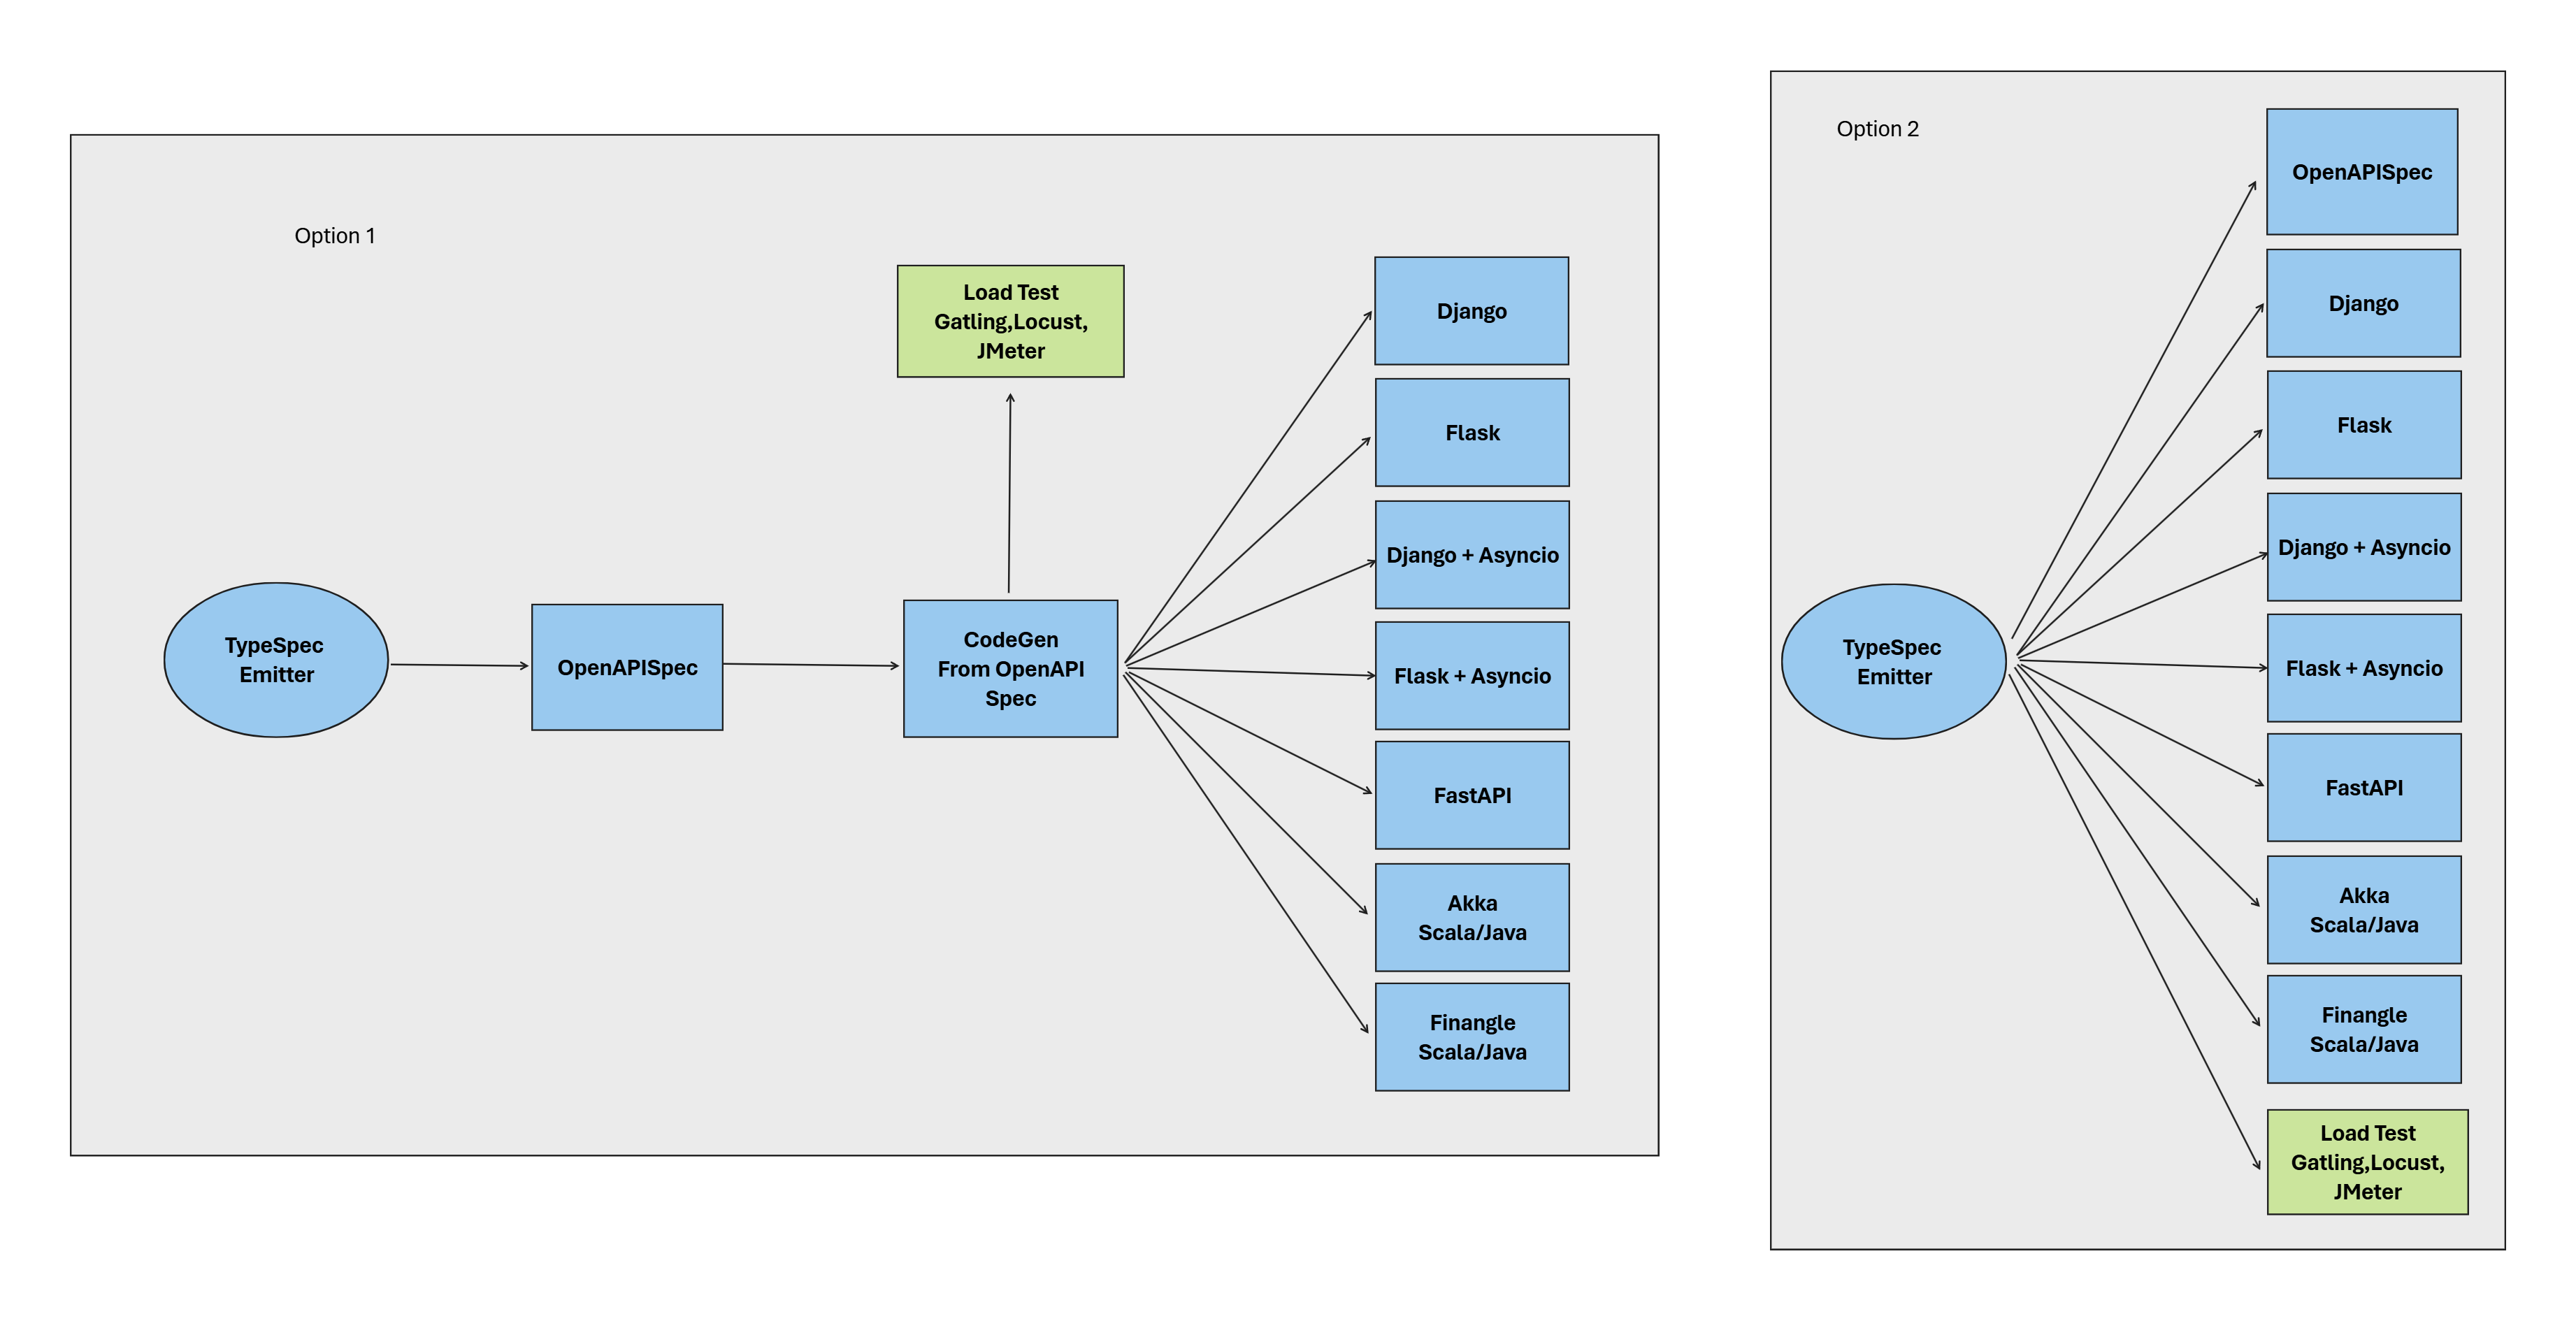 Option 1
Load Test
Gatling,Locust,
JMeter
TypeSpec
Emitter
OpenAPISpec
CodeGen
From OpenAPI
Spec
Django
Flask
Django + Asyncio
Flask + Asyncio
FastAPI
Akka
Scala/Java
Finangle
Scala/Java
Option 2
TypeSpec
Emitter
OpenAPISpec
Django
Flask
Django + Asyncio
Flask + Asyncio
FastAPI
Akka
Scala/Java
Finangle
Scala/Java
Load Test
Gatling,Locust,
JMeter